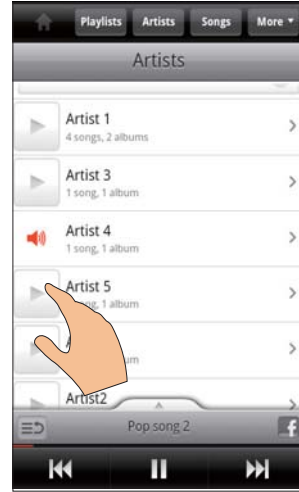 Playlists Artists Songs More
Artists
Artist 1
4 songs, 2 albums
Artist 3
1 song, 1 album
Artist 4
1 song, 1 album
Artist 5
song, 1 album
Artist2
Pop song 2
f